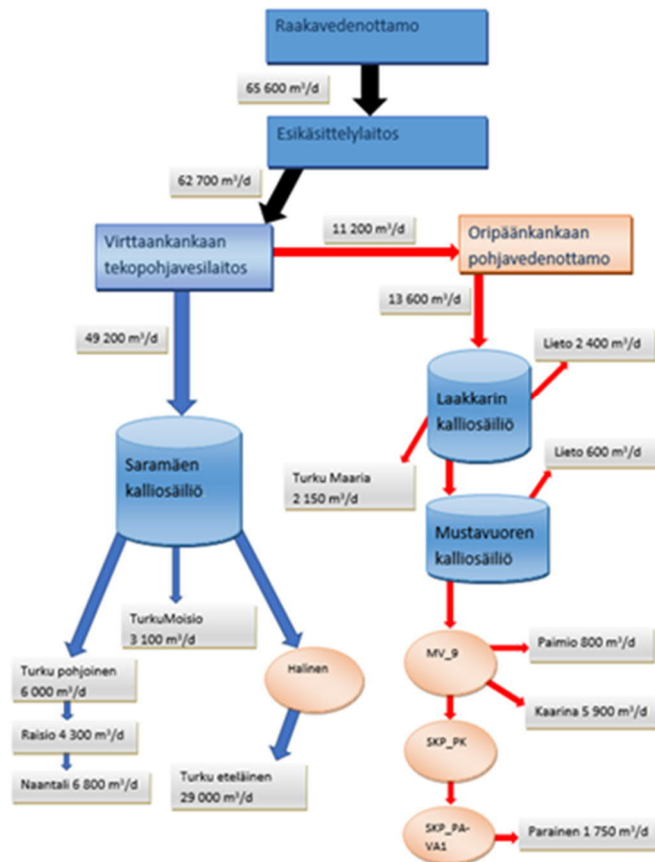 Raakavedenottamo
65 600 m³/d
Esikäsittelylaitos
62 700 m³/d
11 200 m³/d
Virttaankankaan
tekopohjavesilaitos
Oripäänkankaan
pohjavedenottamo
13 600 m³/d
49 200 m³/d
Lieto 2 400 m³/d
Laakkarin
kalliosäiliö
Saramäen
kalliosäiliö
Lieto 600 m³/d
Turku Maaria
2 150 m³/d
Mustavuoren
kalliosäiliö
TurkuMoisio
3 100 m³/d
MV_9
Paimio 800 m³/d
Turku pohjoinen
6 000 m³/d
Halinen
Kaarina 5 900 m³/d
Raisio 4 300 m³/d
SKP_PK
Naantali 6 800 m³/d
Turku eteläinen
29 000 m³/d
SKP_PA-
VA1
Parainen 1 750 m³/d